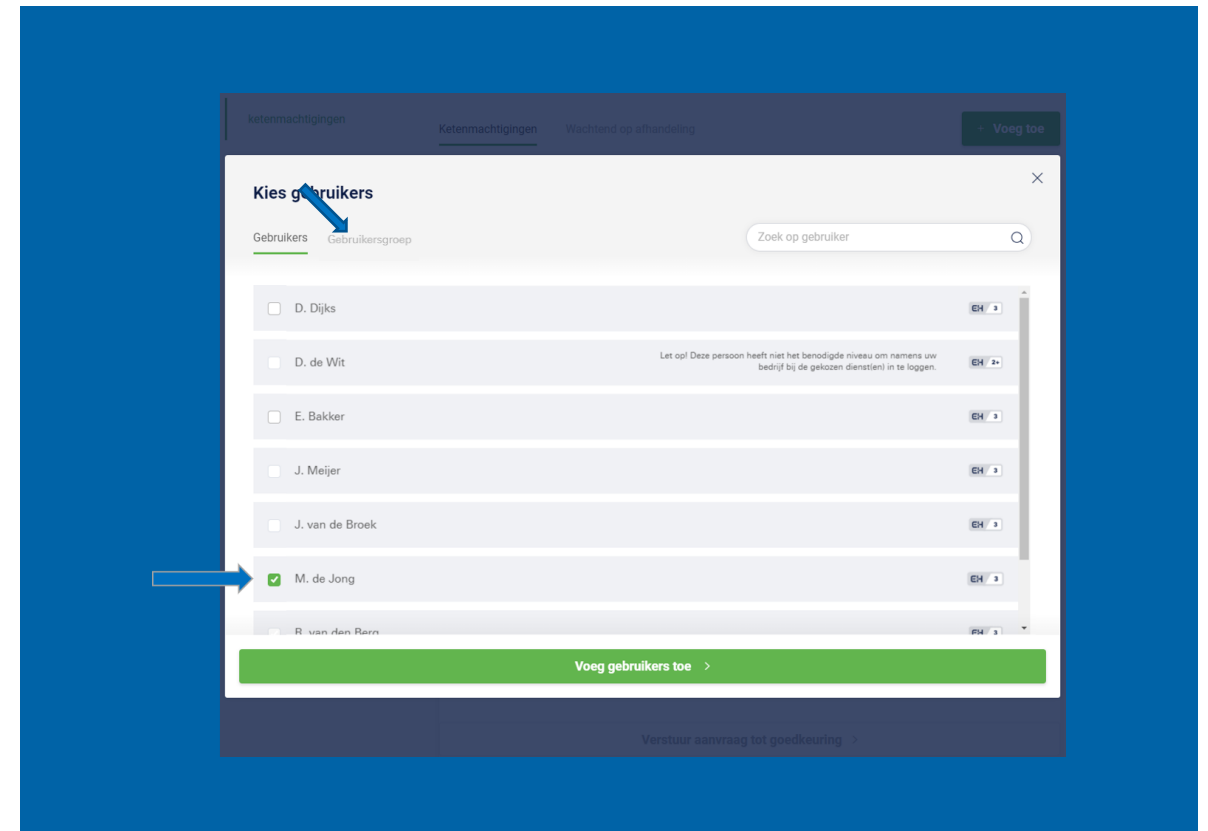 ketenmachtigingen
Ketenmachtigingen Wachtend op afhandeling + Voeg toe
Kies gebruikers
Gebruikers Gebruikersgroep Zoek op gebruiker
D. Dijks EH 3
D. de Wit Let op! Deze persoon heeft niet het benodigde niveau om namens uw
bedrijf bij de gekozen dienst(en) in te loggen. EH 2+
E. Bakker EH 3
J. Meijer EH 3
J. van de Broek EH 3
M. de Jong EH 3
R. van den Berg EH 3
Voeg gebruikers toe >
Verstuur aanvraag tot goedkeuring >